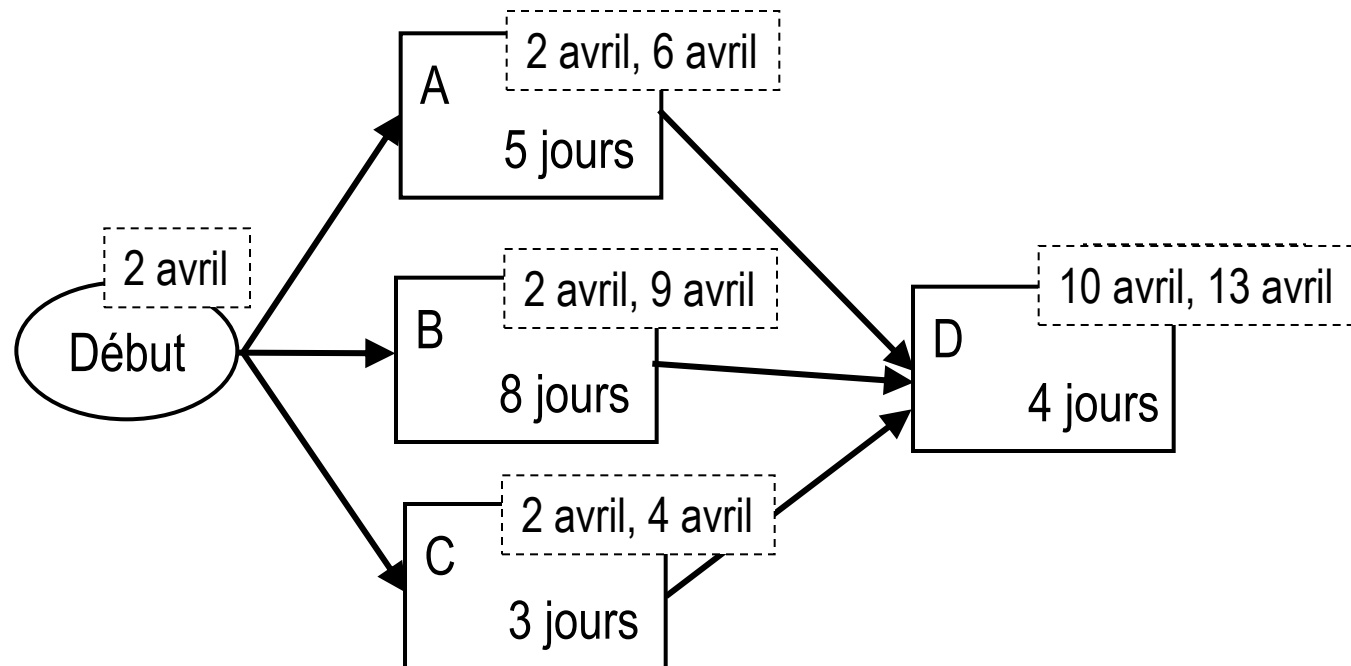 2 avril, 6 avril
A
5 jours
2 avril
Début
2 avril, 9 avril
B
8 jours
10 avril, 13 avril
D
4 jours
2 avril, 4 avril
C
3 jours